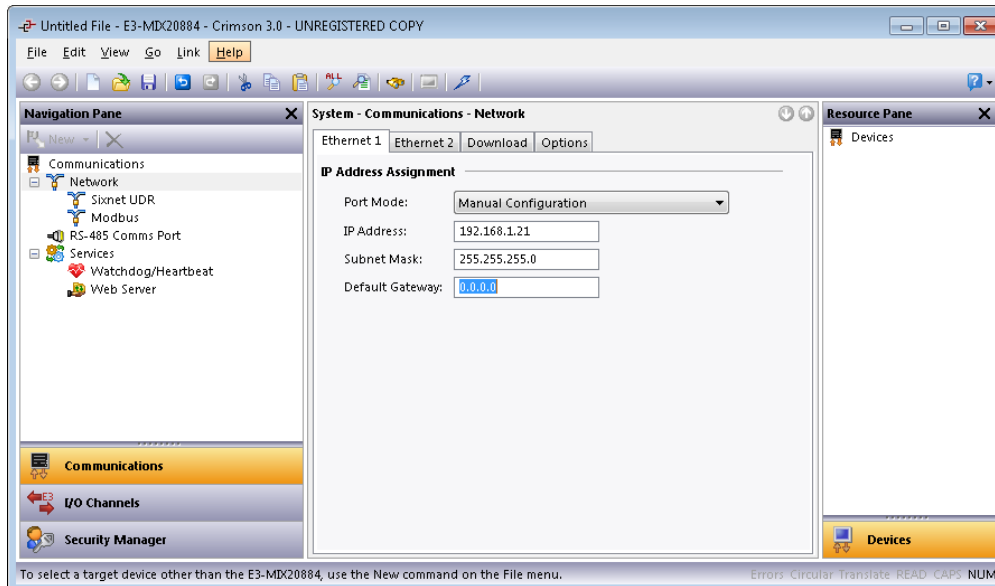 Untitled File - E3-MIX20884 - Crimson 3.0 - UNREGISTERED COPY
File Edit View Go Link Help
ALL
Navigation Pane
New
Communications
Network
Sixnet UDR
Modbus
RS-485 Comms Port
Services
Watchdog/Heartbeat
Web Server
Communications
E3 I/O Channels
Security Manager
System - Communications - Network
Ethernet 1 Ethernet 2 Download Options
IP Address Assignment
Port Mode: Manual Configuration
IP Address: 192.168.1.21
Subnet Mask: 255.255.255.0
Default Gateway: 0.0.0.0
Resource Pane
Devices
Devices
To select a target device other than the E3-MIX20884, use the New command on the File menu.
Errors Circular Translate READ CAPS NUM